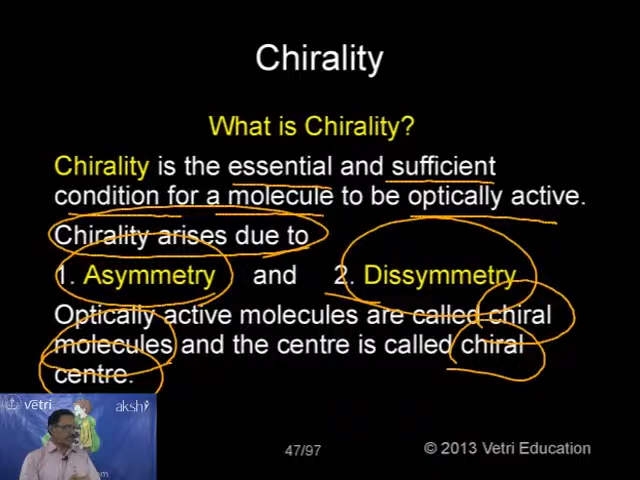 Chirality
What is Chirality?
Chirality is the essential and sufficient
condition for a molecule to be optically active.
Chirality arises due to
1. Asymmetry and 2. Dissymmetry
Optically active molecules are called chiral
molecules and the centre is called chiral
centre.
vētri akshi
47/97 © 2013 Vetri Education